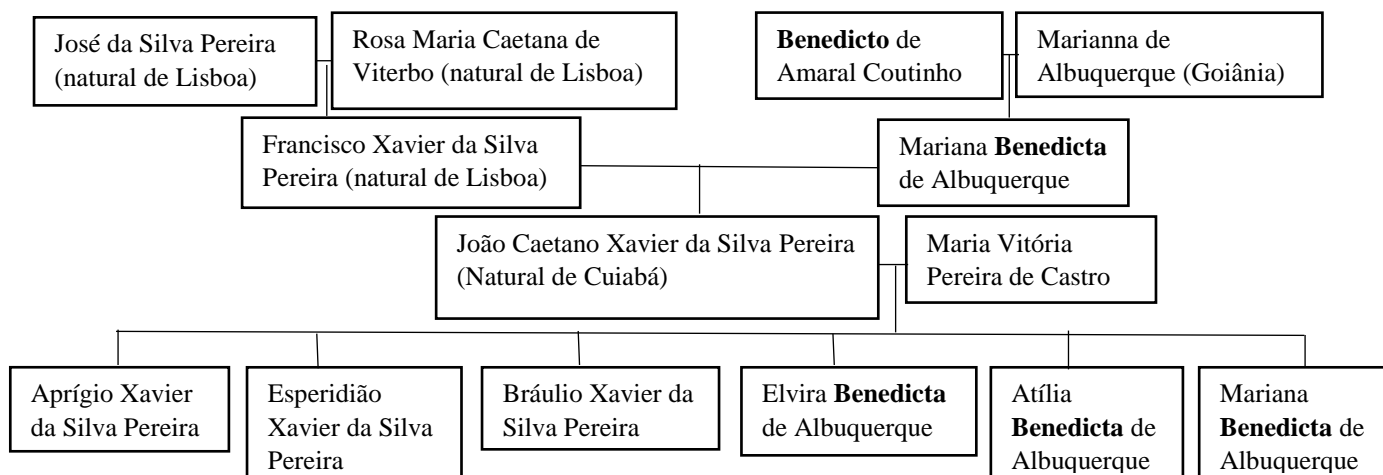 José da Silva Pereira
(natural de Lisboa)
Rosa Maria Caetana de
Viterbo (natural de Lisboa)
Benedicto de
Amaral Coutinho
Marianna de
Albuquerque (Goiânia)
Francisco Xavier da Silva
Pereira (natural de Lisboa)
Mariana Benedicta
de Albuquerque
João Caetano Xavier da Silva Pereira
(Natural de Cuiabá)
Maria Vitória
Pereira de Castro
Aprígio Xavier
da Silva Pereira
Esperidião
Xavier da Silva
Pereira
Bráulio Xavier da
Silva Pereira
Elvira Benedicta
de Albuquerque
Atília
Benedicta de
Albuquerque
Mariana
Benedicta de
Albuquerque